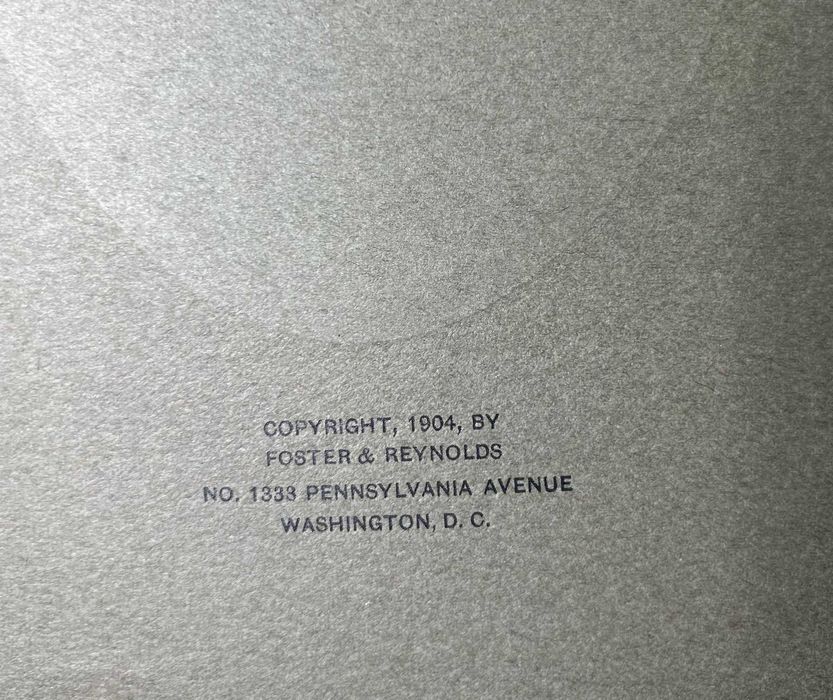 COPYRIGHT, 1904, BY
FOSTER & REYNOLDS
NO. 1333 PENNSYLVANIA AVENUE
WASHINGTON, D. C.